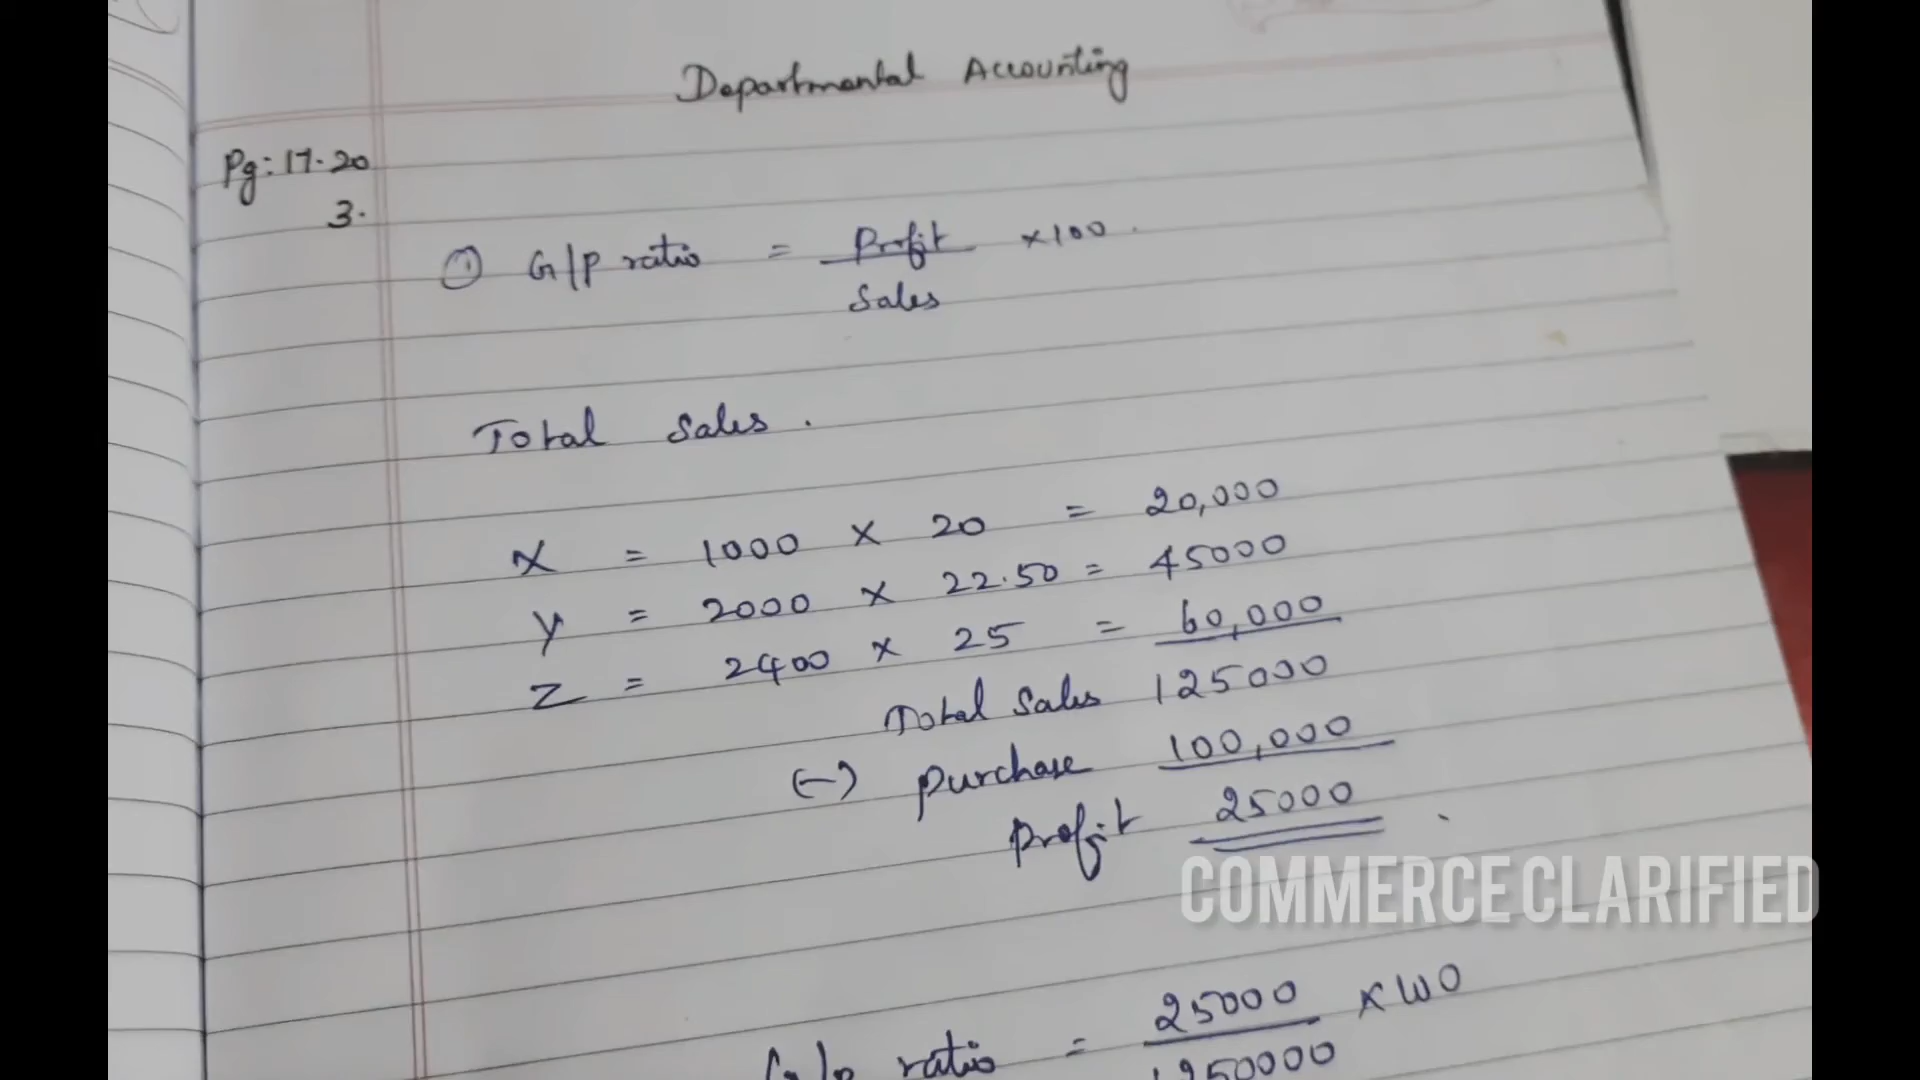 Departmental Accounting
Pg: 17.20
3.
① G/P ratio = Profit × 100.
Sales
Total Sales.
X = 1000 × 20 = 20,000
Y = 2000 × 22.50 = 45000
Z = 2400 × 25 = 60,000
Total Sales 125000
(-) Purchase 100,000
Profit 25000
COMMERCE CLARIFIED
G/p ratio = 25000 × 100
1250000